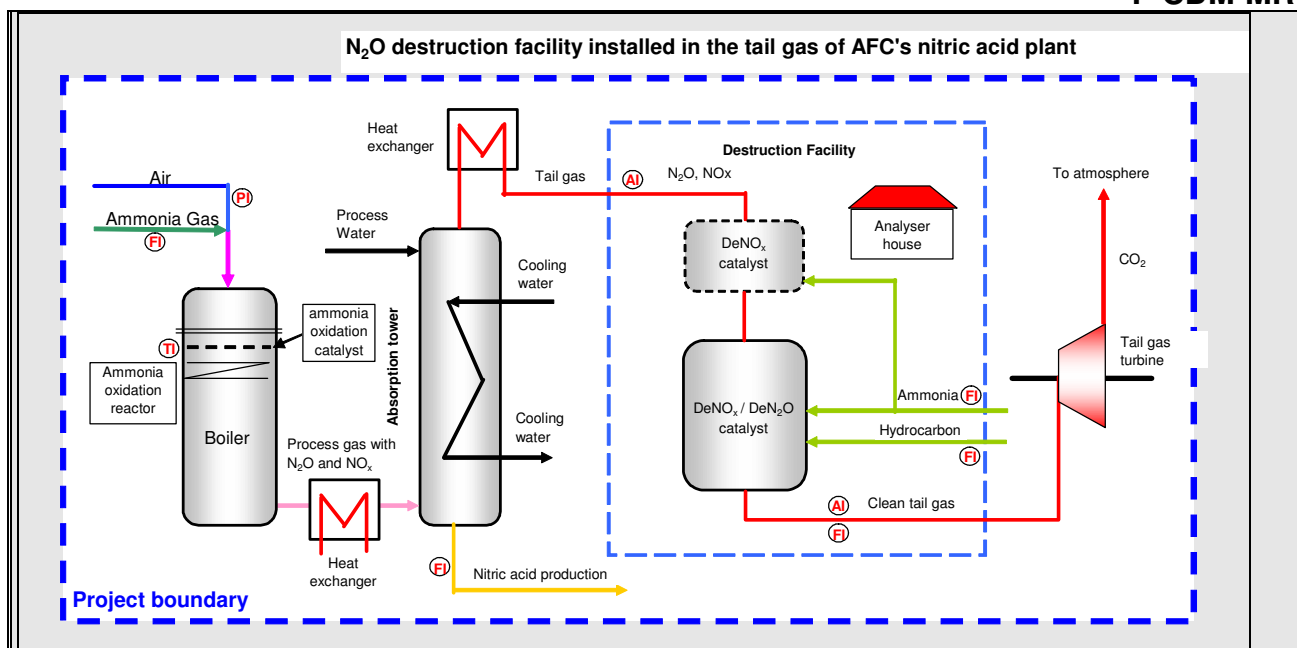 N₂O destruction facility installed in the tail gas of AFC's nitric acid plant
Heat
exchanger
Destruction Facility
Tail gas
AI
N₂O, NOx
To atmosphere
Air
PI
Ammonia Gas
FI
Process
Water
DeNOₓ
catalyst
Analyser
house
CO₂
Cooling
water
ammonia
oxidation
catalyst
TI
Ammonia
oxidation
reactor
Absorption tower
Tail gas
turbine
Ammonia
FI
DeNOₓ / DeN₂O
catalyst
Hydrocarbon
FI
Boiler
Cooling
water
Process gas with
N₂O and NOₓ
AI
Clean tail gas
FI
Heat
exchanger
FI
Nitric acid production
Project boundary